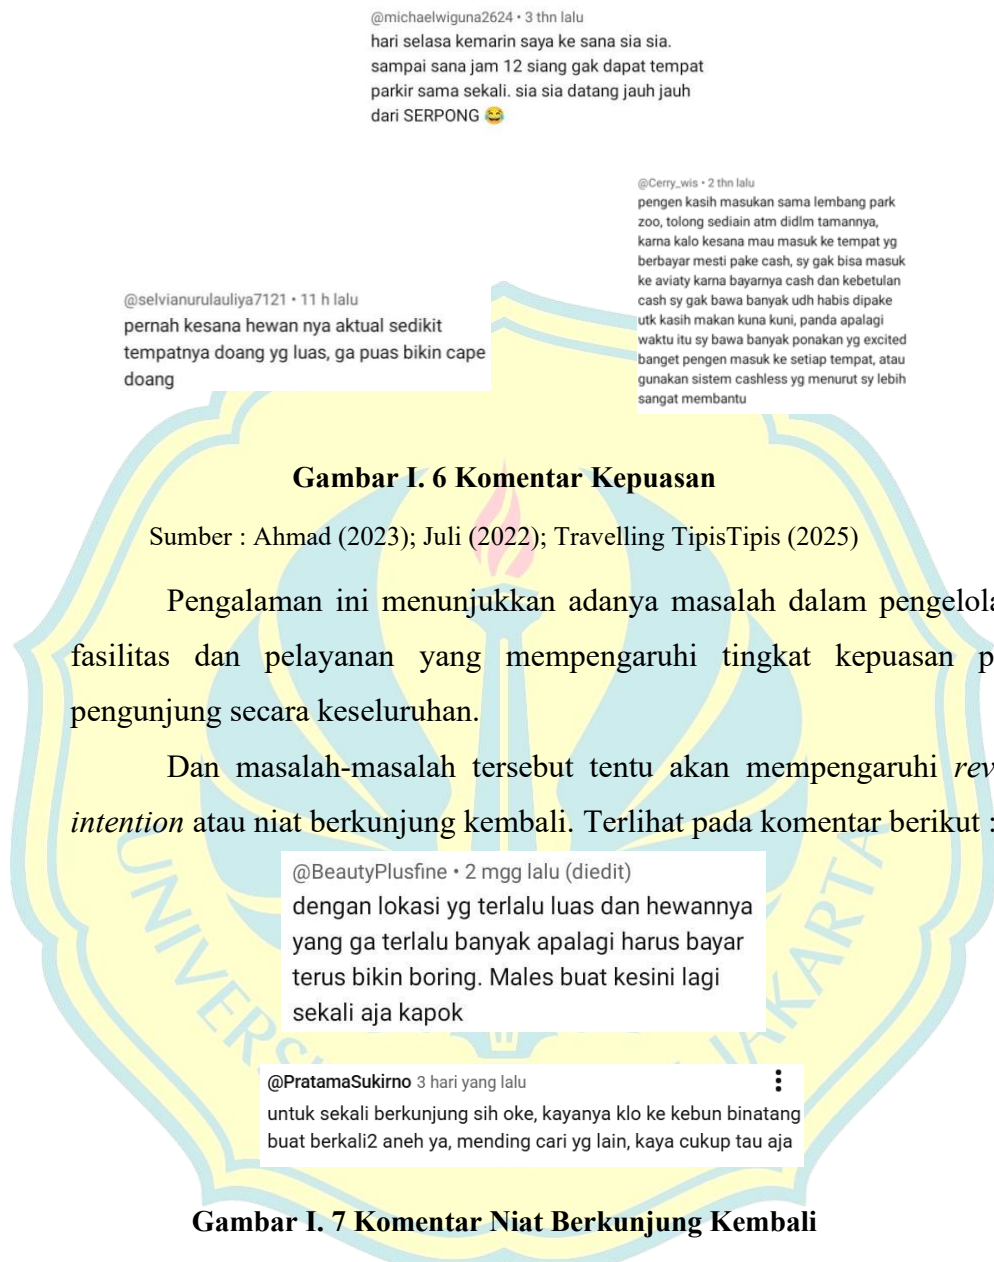 @michaelwiguna2624 • 3 thn lalu
hari selasa kemarin saya ke sana sia sia.
sampai sana jam 12 siang gak dapat tempat
parkir sama sekali. sia sia datang jauh jauh
dari SERPONG 😂
@Cerry_wis • 2 thn lalu
pengen kasih masukan sama lembang park
zoo, tolong sediain atm didlm tamannya,
karna kalo kesana mau masuk ke tempat yg
berbayar mesti pake cash, sy gak bisa masuk
ke aviaty karna bayarnya cash dan kebetulan
cash sy gak bawa banyak udh habis dipake
utk kasih makan kuna kuni, panda apalagi
waktu itu sy bawa banyak ponakan yg excited
banget pengen masuk ke setiap tempat, atau
gunakan sistem cashless yg menurut sy lebih
sangat membantu
@selvianurulauliya7121 • 11 h lalu
pernah kesana hewan nya aktual sedikit
tempatnya doang yg luas, ga puas bikin cape
doang
Gambar I. 6 Komentar Kepuasan
Sumber : Ahmad (2023); Juli (2022); Travelling TipisTipis (2025)
Pengalaman ini menunjukkan adanya masalah dalam pengelola
fasilitas dan pelayanan yang mempengaruhi tingkat kepuasan p
pengunjung secara keseluruhan.
Dan masalah-masalah tersebut tentu akan mempengaruhi rev
intention atau niat berkunjung kembali. Terlihat pada komentar berikut :
@BeautyPlusfine • 2 mgg lalu (diedit)
dengan lokasi yg terlalu luas dan hewannya
yang ga terlalu banyak apalagi harus bayar
terus bikin boring. Males buat kesini lagi
sekali aja kapok
@PratamaSukirno 3 hari yang lalu
untuk sekali berkunjung sih oke, kayanya klo ke kebun binatang
buat berkali2 aneh ya, mending cari yg lain, kaya cukup tau aja
Gambar I. 7 Komentar Niat Berkunjung Kembali